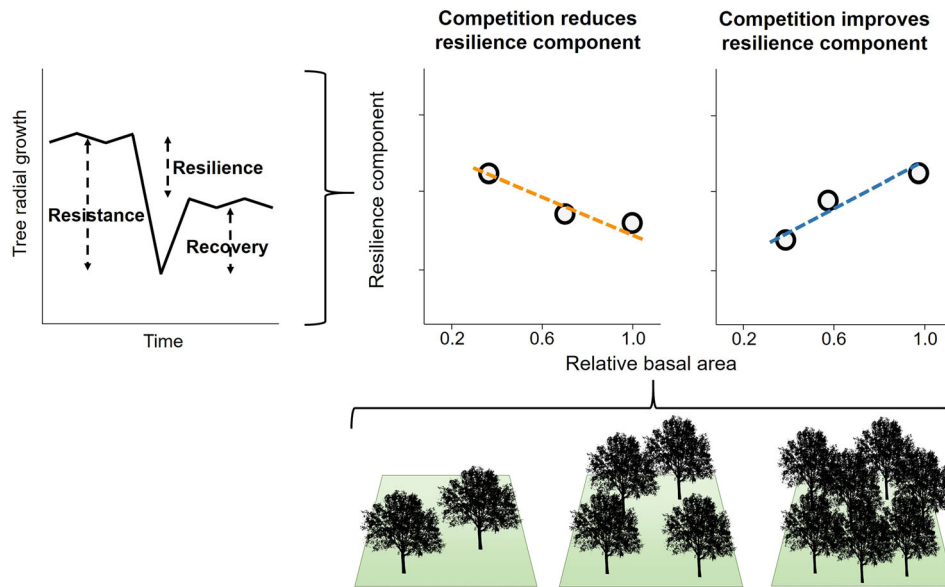 Competition reduces
resilience component
Competition improves
resilience component
Tree radial growth
Resilience
Resistance
Recovery
Time
Resilience component
0.2
0.6
1.0
0.2
0.6
1.0
Relative basal area